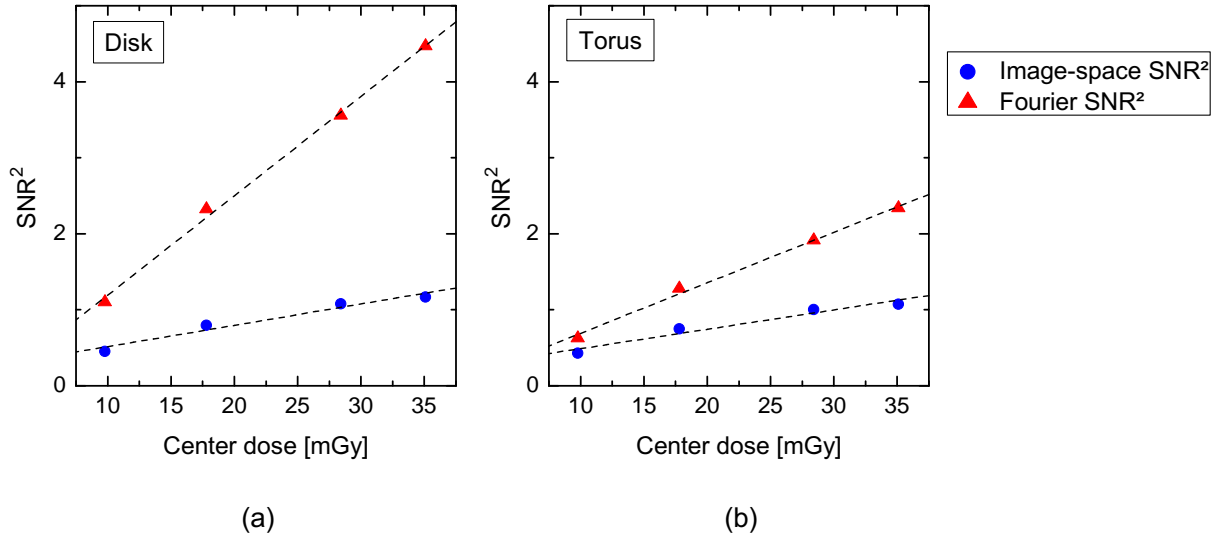 Disk
4
2
0
SNR²
10 15 20 25 30 35
Center dose [mGy]
(a)
Torus
4
2
0
SNR²
10 15 20 25 30 35
Center dose [mGy]
(b)
Image-space SNR²
Fourier SNR²